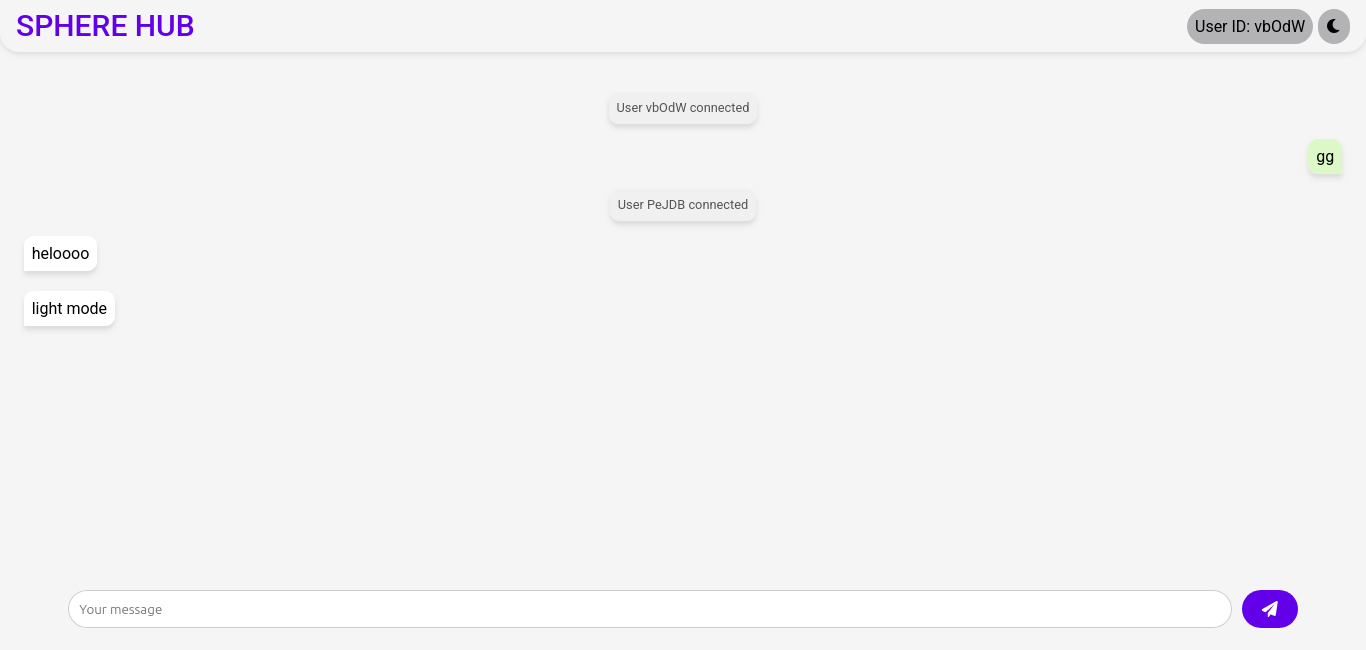 SPHERE HUB
User ID: vbOdW
User vbOdW connected
gg
User PeJDB connected
heloooo
light mode
Your message